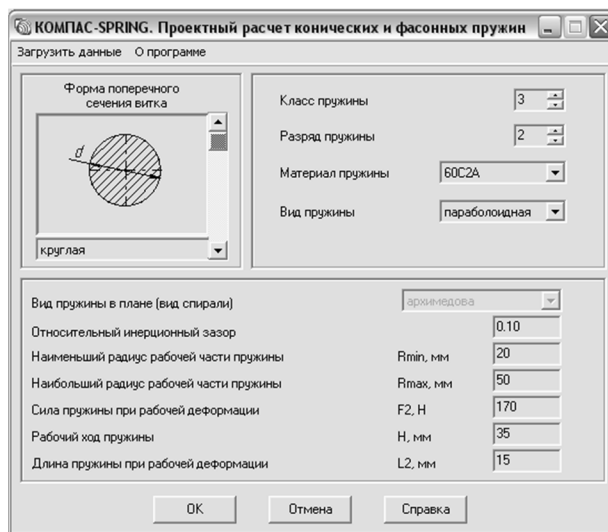 КОМПАС-SPRING. Проектный расчет конических и фасонных пружин
Загрузить данные О программе
Форма поперечного
сечения витка
d
круглая
Класс пружины 3
Разряд пружины 2
Материал пружины 60С2А
Вид пружины параболоидная
Вид пружины в плане (вид спирали) архимедова
Относительный инерционный зазор 0.10
Наименьший радиус рабочей части пружины Rmin, мм 20
Наибольший радиус рабочей части пружины Rmax, мм 50
Сила пружины при рабочей деформации F2, Н 170
Рабочий ход пружины Н, мм 35
Длина пружины при рабочей деформации L2, мм 15
OK Отмена Справка